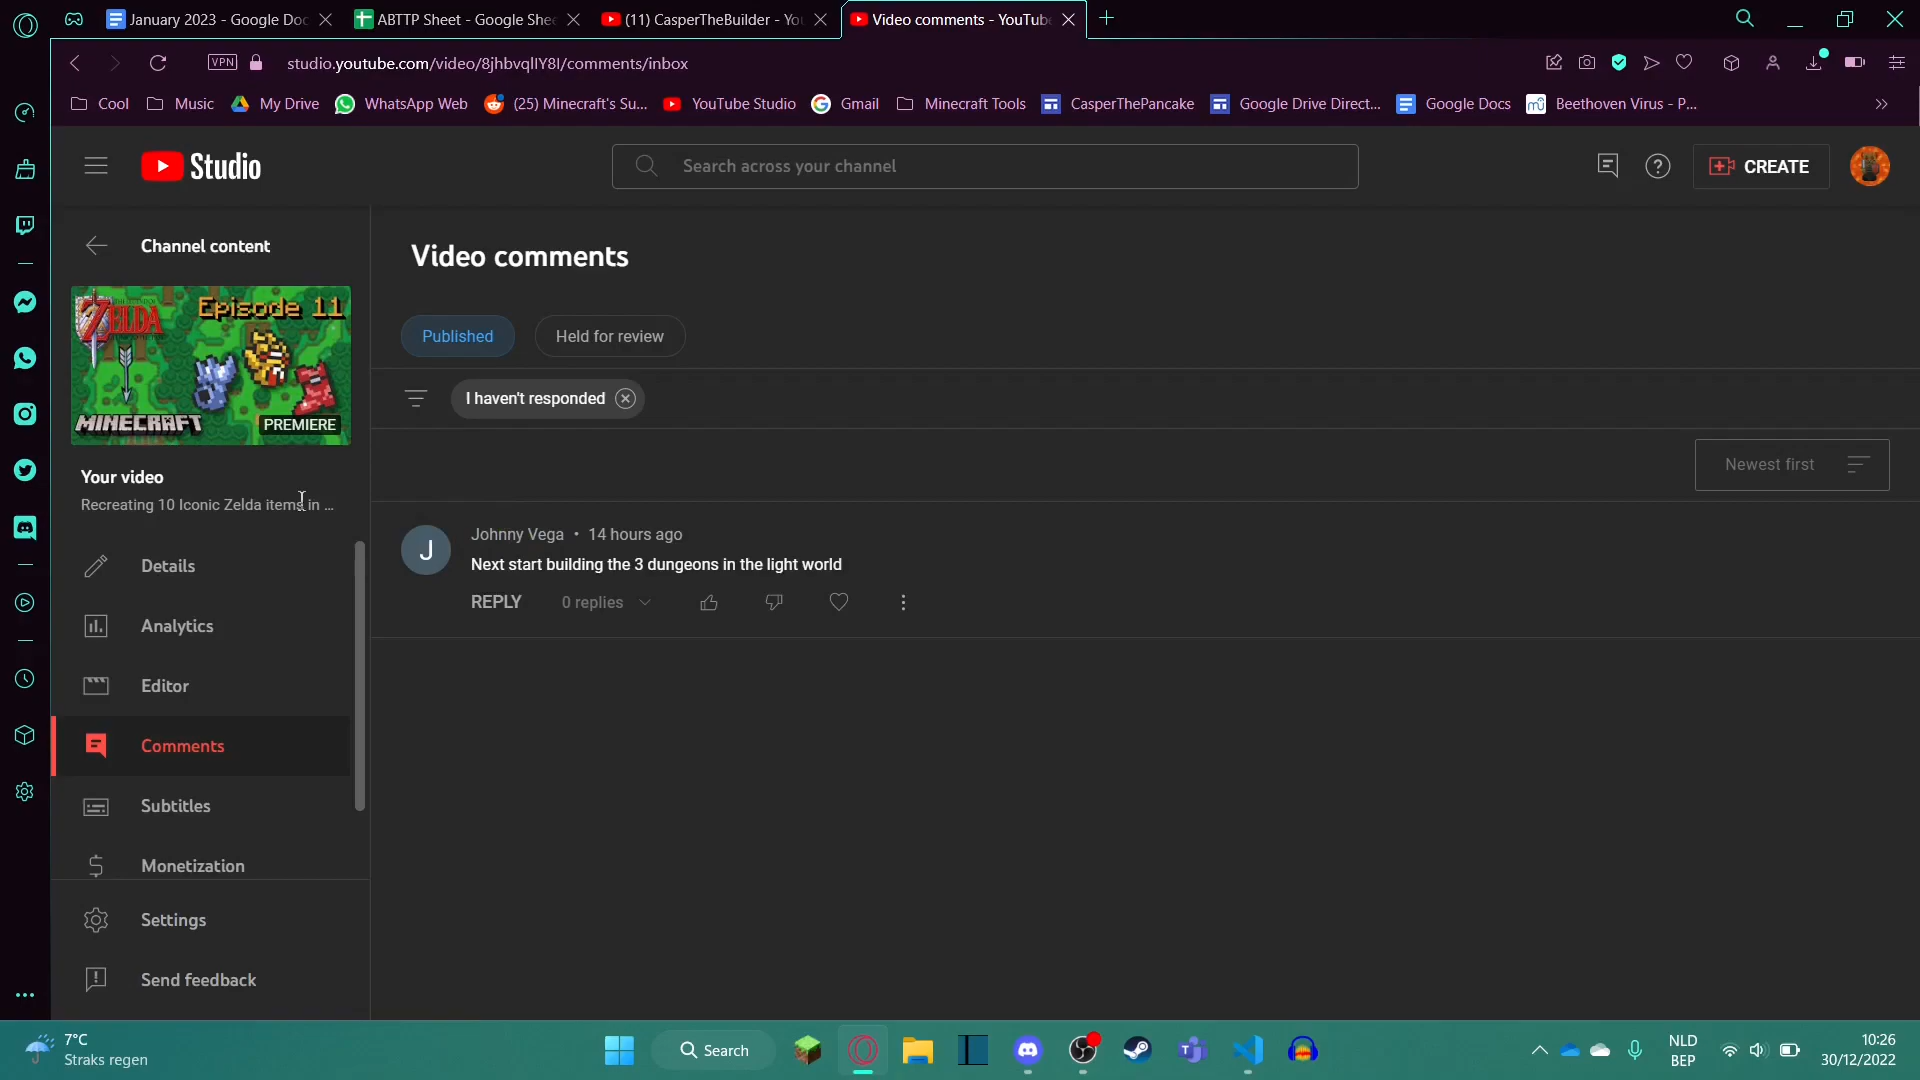 January 2023 - Google Doc
ABTTP Sheet - Google She
(11) CasperTheBuilder - Yo
Video comments - YouTub
VPN
studio.youtube.com/video/8jhbvqlIY8I/comments/inbox
Cool
Music
My Drive
WhatsApp Web
(25) Minecraft's Su...
YouTube Studio
Gmail
Minecraft Tools
CasperThePancake
Google Drive Direct...
Google Docs
Beethoven Virus - P...
Studio
Search across your channel
CREATE
Channel content
Video comments
ZELDA
Episode 11
MINECRAFT
PREMIERE
Published
Held for review
I haven't responded
Newest first
Your video
Recreating 10 Iconic Zelda items in ...
J
Johnny Vega • 14 hours ago
Next start building the 3 dungeons in the light world
REPLY
0 replies
Details
Analytics
Editor
Comments
Subtitles
Monetization
Settings
Send feedback
7°C
Straks regen
Search
NLD
BEP
10:26
30/12/2022